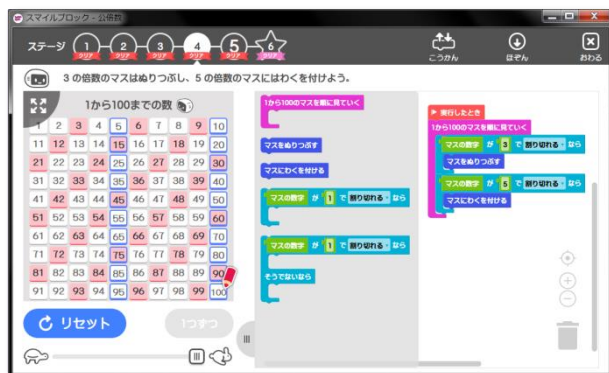 スマイルブロック - 公倍数
ステージ 1 2 3 4 5 6
クリア クリア クリア クリア クリア クリア
こうかん ほぞん おわる
3 の倍数のマスはぬりつぶし、5 の倍数のマスにはわくを付けよう。
1から100までの数
1 2 3 4 5 6 7 8 9 10
11 12 13 14 15 16 17 18 19 20
21 22 23 24 25 26 27 28 29 30
31 32 33 34 35 36 37 38 39 40
41 42 43 44 45 46 47 48 49 50
51 52 53 54 55 56 57 58 59 60
61 62 63 64 65 66 67 68 69 70
71 72 73 74 75 76 77 78 79 80
81 82 83 84 85 86 87 88 89 90
91 92 93 94 95 96 97 98 99 100
リセット
1つずつ
1から100のマスを順に見ていく
マスをぬりつぶす
マスにわくを付ける
マスの数字 が 1 で 割り切れる なら
マスの数字 が 1 で 割り切れる なら
そうでないなら
実行したとき
1から100のマスを順に見ていく
マスの数字 が 3 で 割り切れる なら
マスをぬりつぶす
マスの数字 が 5 で 割り切れる なら
マスにわくを付ける